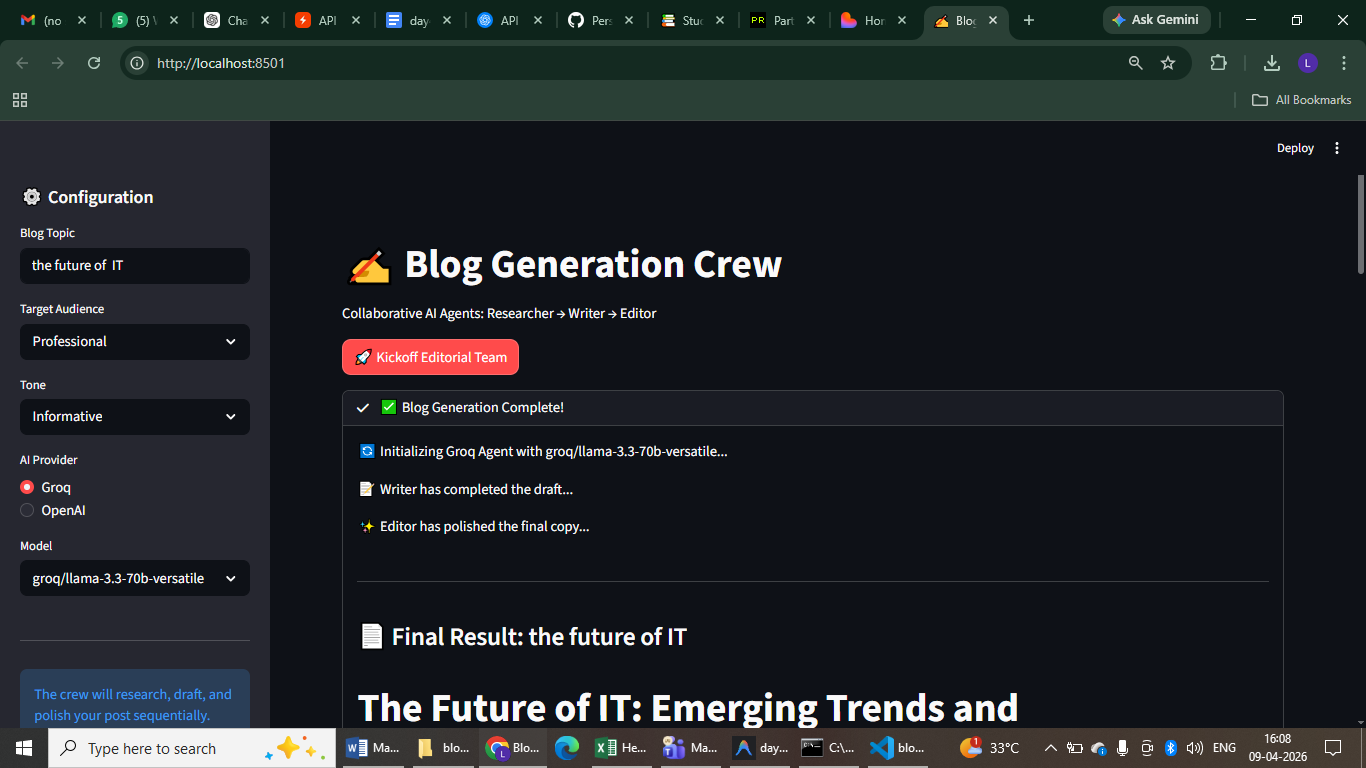 (no
(5) V
Cha
API
day
API
Pers
Stud
Part
Hor
Blog
Ask Gemini
http://localhost:8501
L
All Bookmarks
Deploy
Configuration
Blog Topic
the future of IT
Target Audience
Professional
Tone
Informative
AI Provider
Groq
OpenAI
Model
groq/llama-3.3-70b-versatile
The crew will research, draft, and
polish your post sequentially.
Blog Generation Crew
Collaborative AI Agents: Researcher → Writer → Editor
Kickoff Editorial Team
Blog Generation Complete!
Initializing Groq Agent with groq/llama-3.3-70b-versatile...
Writer has completed the draft...
Editor has polished the final copy...
Final Result: the future of IT
The Future of IT: Emerging Trends and
Type here to search
Ma...
blo...
Blo...
He...
Ma...
day...
C:\...
blo...
33°C
ENG
16:08
09-04-2026